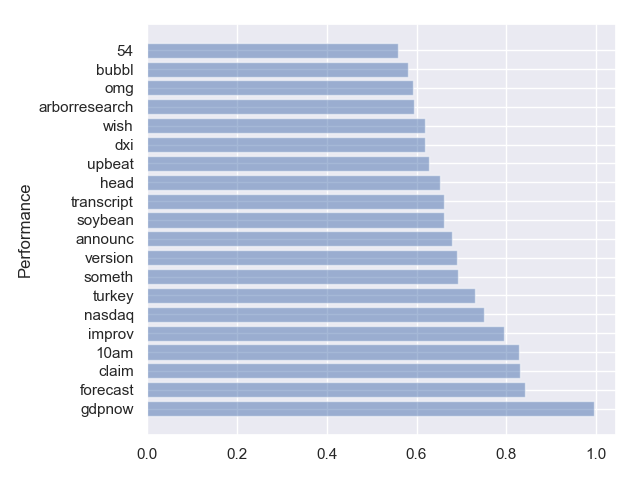 54
bubbl
omg
arborresearch
wish
dxi
upbeat
head
transcript
soybean
announc
version
someth
turkey
nasdaq
improv
10am
claim
forecast
gdpnow
Performance
0.0 0.2 0.4 0.6 0.8 1.0